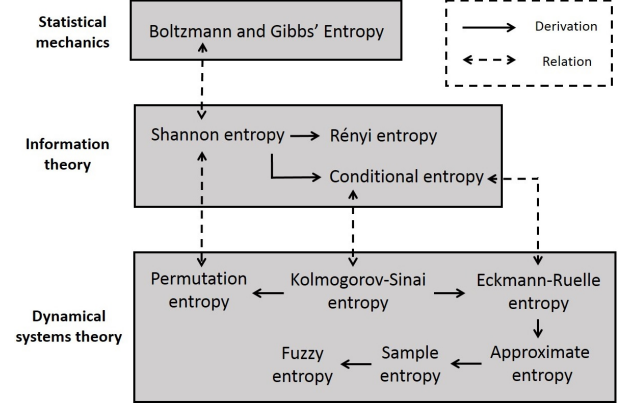 Statistical
mechanics
Boltzmann and Gibbs’ Entropy
Derivation
Relation
Information
theory
Shannon entropy
Rényi entropy
Conditional entropy
Dynamical
systems theory
Permutation
entropy
Kolmogorov-Sinai
entropy
Eckmann-Ruelle
entropy
Fuzzy
entropy
Sample
entropy
Approximate
entropy